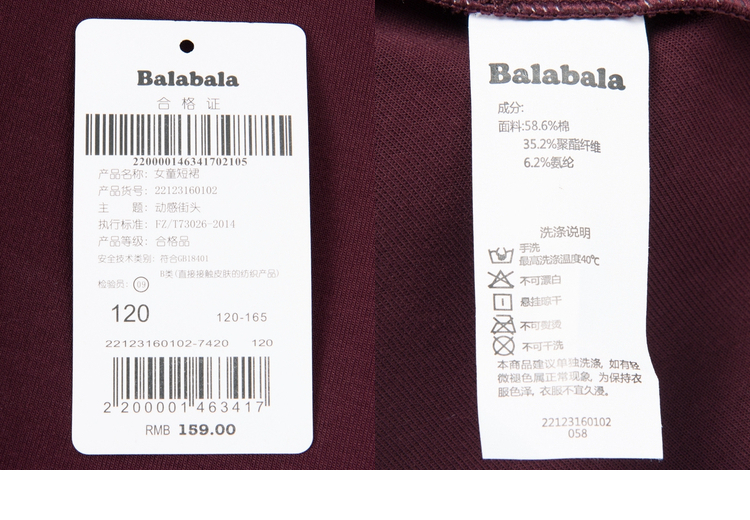 Balabala
合格证
220000146341702105
产品名称: 女童短裙
产品货号: 22123160102
主 题: 动感街头
执行标准: FZ/T73026-2014
产品等级: 合格品
安全技术类别: 符合GB18401
B类(直接接触皮肤的纺织产品)
检验员: 09
120 120-165
22123160102-7420 120
2 200001 463417
RMB 159.00
Balabala
成分:
面料:58.6%棉
35.2%聚酯纤维
6.2%氨纶
洗涤说明
手洗
最高洗涤温度40℃
不可漂白
悬挂晾干
不可熨烫
不可干洗
本商品建议单独洗涤, 如有轻
微褪色属正常现象, 为保持衣
服色泽, 衣服不宜久浸。
22123160102
058